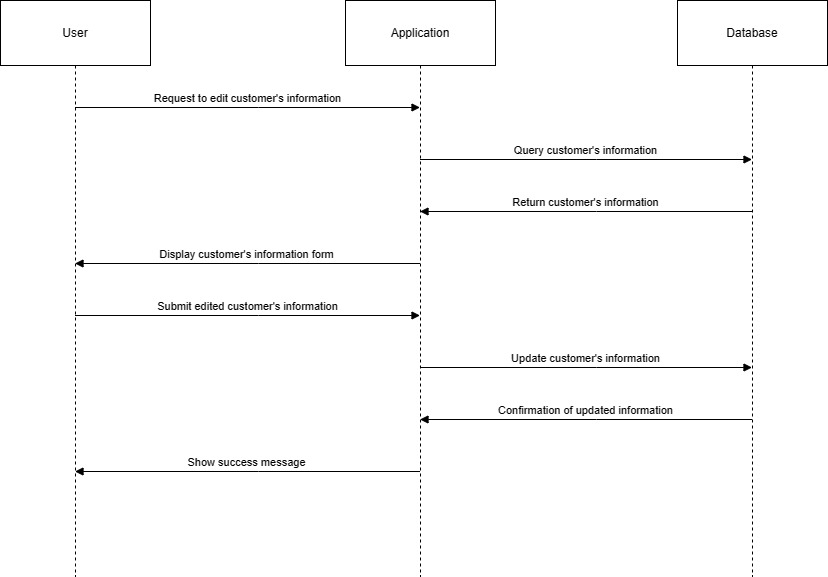 User
Application
Database
Request to edit customer's information
Query customer's information
Return customer's information
Display customer's information form
Submit edited customer's information
Update customer's information
Confirmation of updated information
Show success message